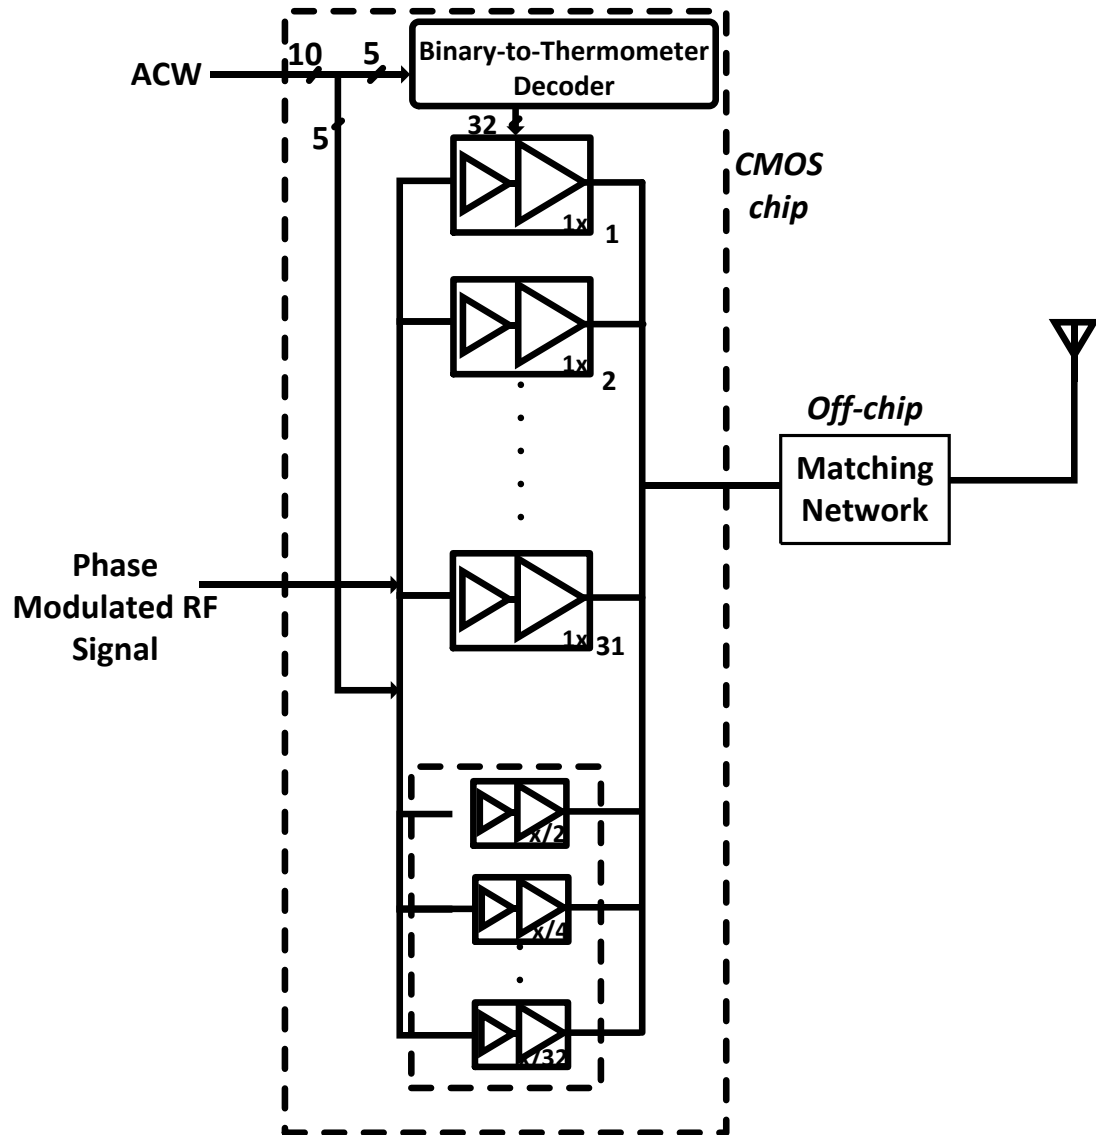 10
5
Binary-to-Thermometer
Decoder
ACW
32
5
CMOS
chip
1x
1
1x
2
Off-chip
Matching
Network
Phase
Modulated RF
Signal
1x
31
x/2
x/4
x/32